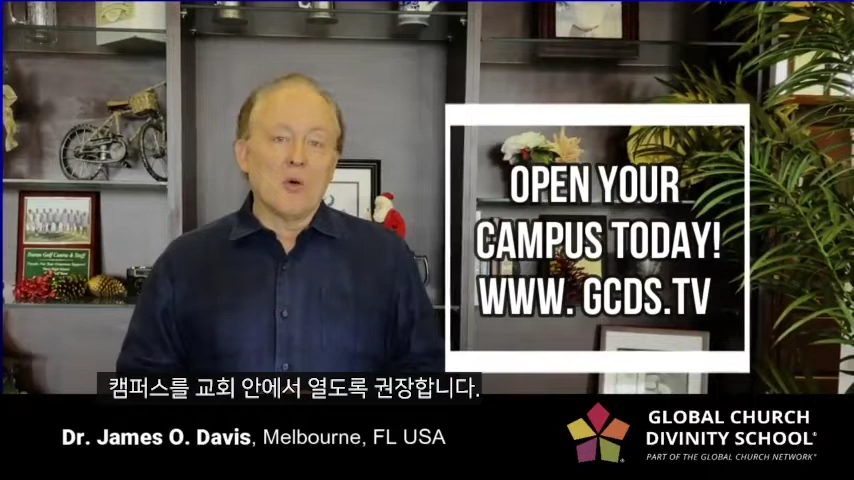 OPEN YOUR
CAMPUS TODAY!
WWW. GCDS.TV
캠퍼스를 교회 안에서 열도록 권장합니다.
Dr. James O. Davis, Melbourne, FL USA
GLOBAL CHURCH
DIVINITY SCHOOL®
PART OF THE GLOBAL CHURCH NETWORK™